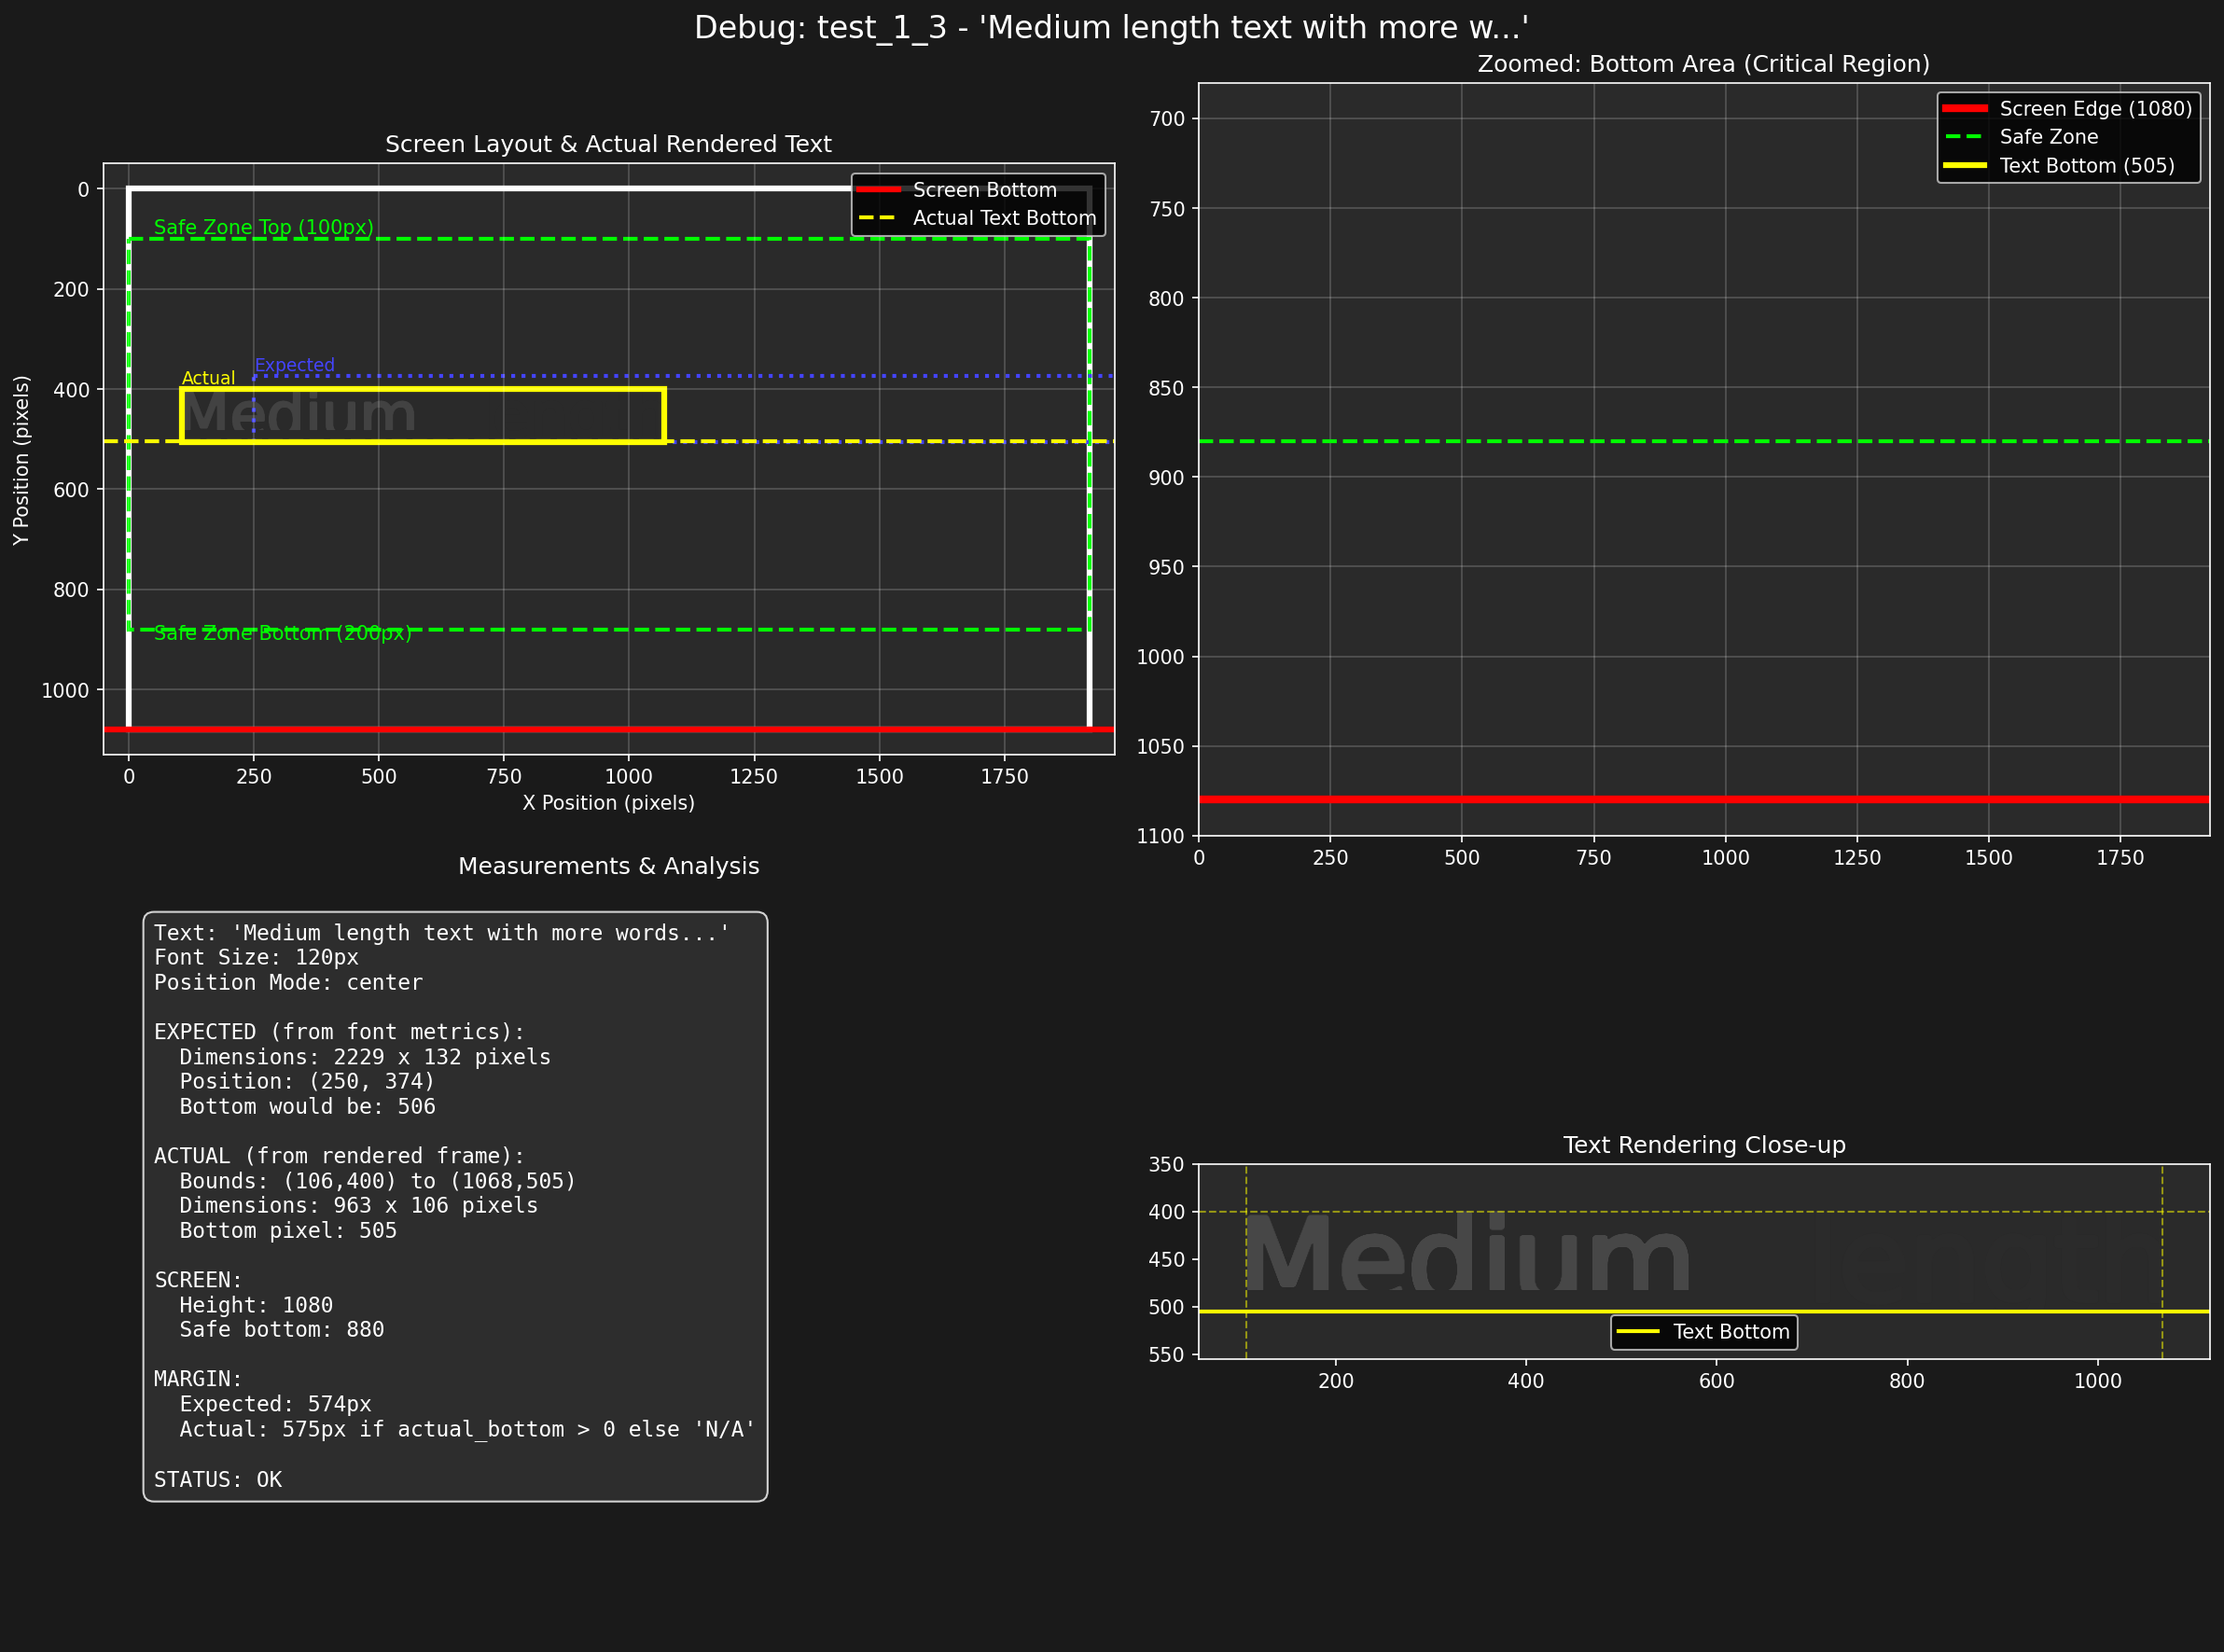 Debug: test_1_3 - 'Medium length text with more w...'
Screen Layout & Actual Rendered Text
Screen Bottom
Actual Text Bottom
Safe Zone Top (100px)
Expected
Actual
Medium
Safe Zone Bottom (200px)
0
200
400
600
800
1000
Y Position (pixels)
0
250
500
750
1000
1250
1500
1750
X Position (pixels)
Zoomed: Bottom Area (Critical Region)
Screen Edge (1080)
Safe Zone
Text Bottom (505)
700
750
800
850
900
950
1000
1050
1100
0
250
500
750
1000
1250
1500
1750
Measurements & Analysis
Text: 'Medium length text with more words...'
Font Size: 120px
Position Mode: center
EXPECTED (from font metrics):
Dimensions: 2229 x 132 pixels
Position: (250, 374)
Bottom would be: 506
ACTUAL (from rendered frame):
Bounds: (106,400) to (1068,505)
Dimensions: 963 x 106 pixels
Bottom pixel: 505
SCREEN:
Height: 1080
Safe bottom: 880
MARGIN:
Expected: 574px
Actual: 575px if actual_bottom > 0 else 'N/A'
STATUS: OK
Text Rendering Close-up
350
400
450
500
550
Medium
Text Bottom
200
400
600
800
1000